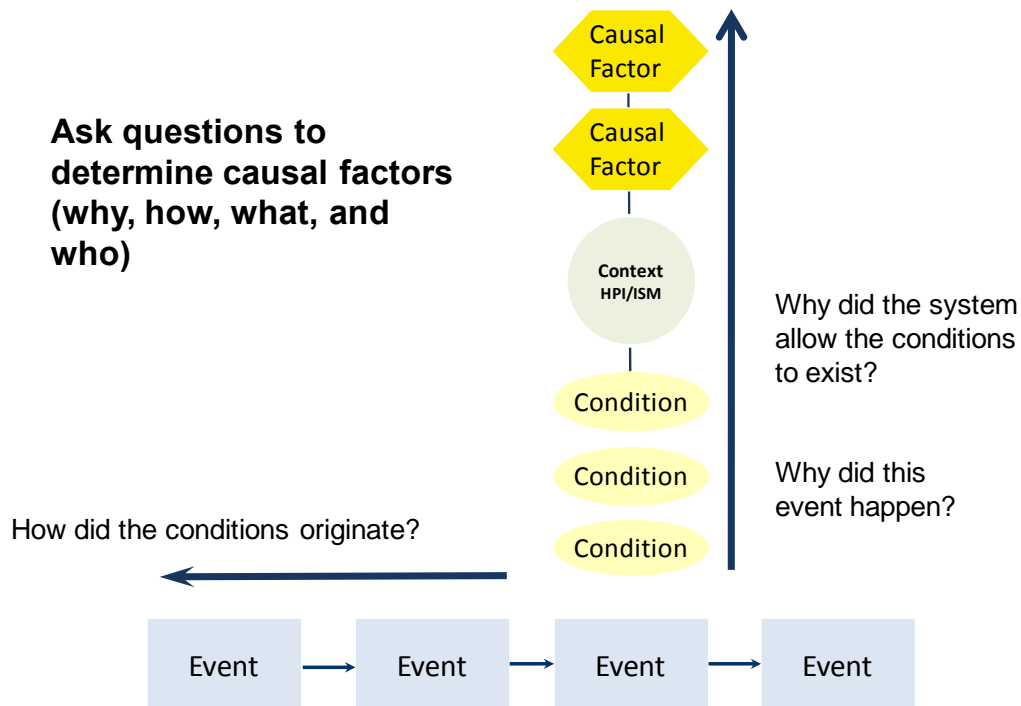 Causal
Factor
Ask questions to
determine causal factors
(why, how, what, and
who)
Causal
Factor
Context
HPI/ISM
Why did the system
allow the conditions
to exist?
Condition
Condition
Why did this
event happen?
How did the conditions originate?
Condition
Event
Event
Event
Event